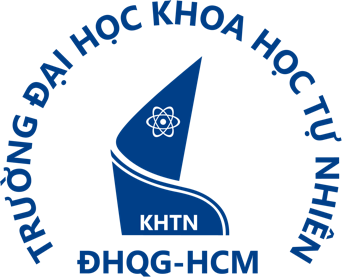 TRƯỜNG ĐẠI HỌC KHOA HỌC TỰ NHIÊN
KHTN
ĐHQG-HCM